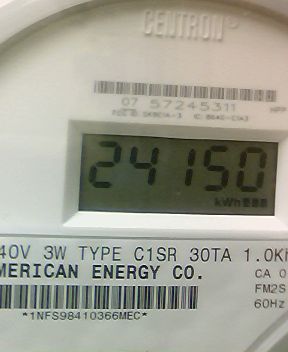 CENTRON®
07 57245311
24150
kWh
40V 3W TYPE C1SR 30TA 1.0K
MERICAN ENERGY CO.
CA 0
FM2S
60Hz
*1NFS98410366MEC*